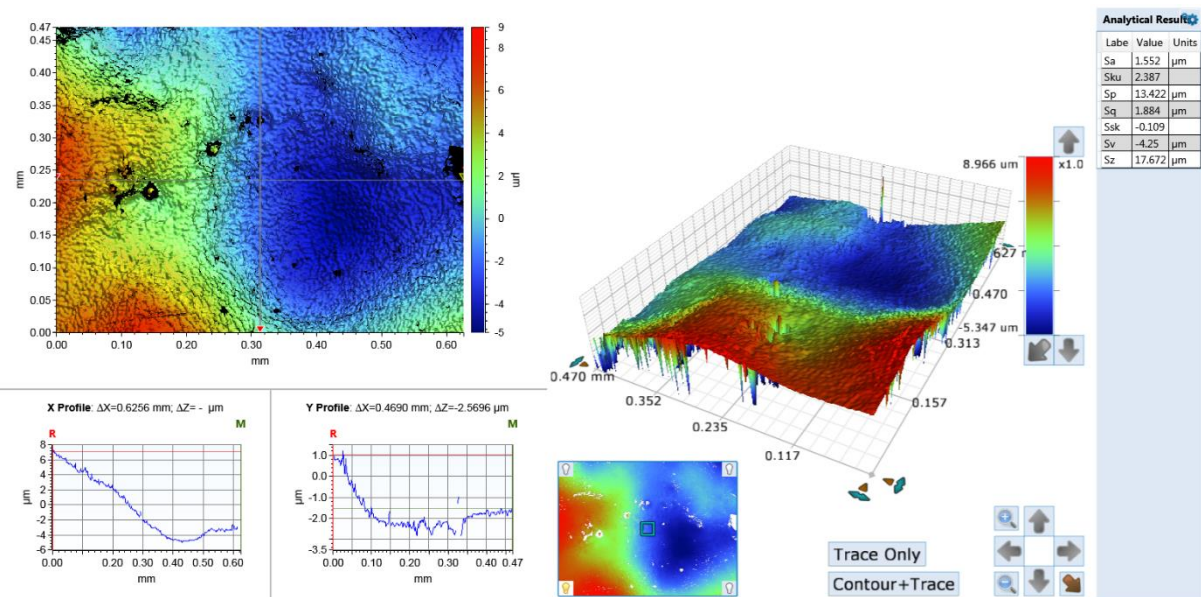 0.47
0.45
0.40
0.35
0.30
0.25
0.20
0.15
0.10
0.05
0.00
mm
0.00 0.10 0.20 0.30 0.40 0.50 0.60
mm
9
8
6
4
2
0
-2
-4
-5
µm
X Profile: ΔX=0.6256 mm; ΔZ= - µm
R M
8
6
4
2
0
-2
-4
-6
µm
0.00 0.10 0.20 0.30 0.40 0.50 0.60
mm
Y Profile: ΔX=0.4690 mm; ΔZ=-2.5696 µm
R M
1.0
0.0
-1.0
-2.0
-3.5
µm
0.00 0.10 0.20 0.30 0.40 0.47
mm
8.966 um
x1.0
-5.347 um
627
0.470
0.313
0.157
0.470 mm
0.352
0.235
0.117
Trace Only
Contour+Trace
Analytical Results
Labe Value Units
Sa 1.552 µm
Sku 2.387
Sp 13.422 µm
Sq 1.884 µm
Ssk -0.109
Sv -4.25 µm
Sz 17.672 µm